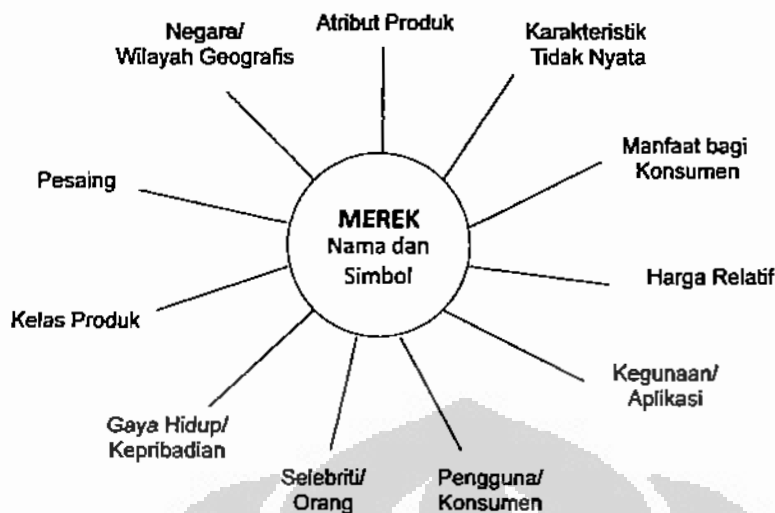 Negara/
Wilayah Geografis
Atribut Produk
Karakteristik
Tidak Nyata
Manfaat bagi
Konsumen
Harga Relatif
Kegunaan/
Aplikasi
Pengguna/
Konsumen
Selebriti/
Orang
Gaya Hidup/
Kepribadian
Kelas Produk
Pesaing
MEREK
Nama dan
Simbol